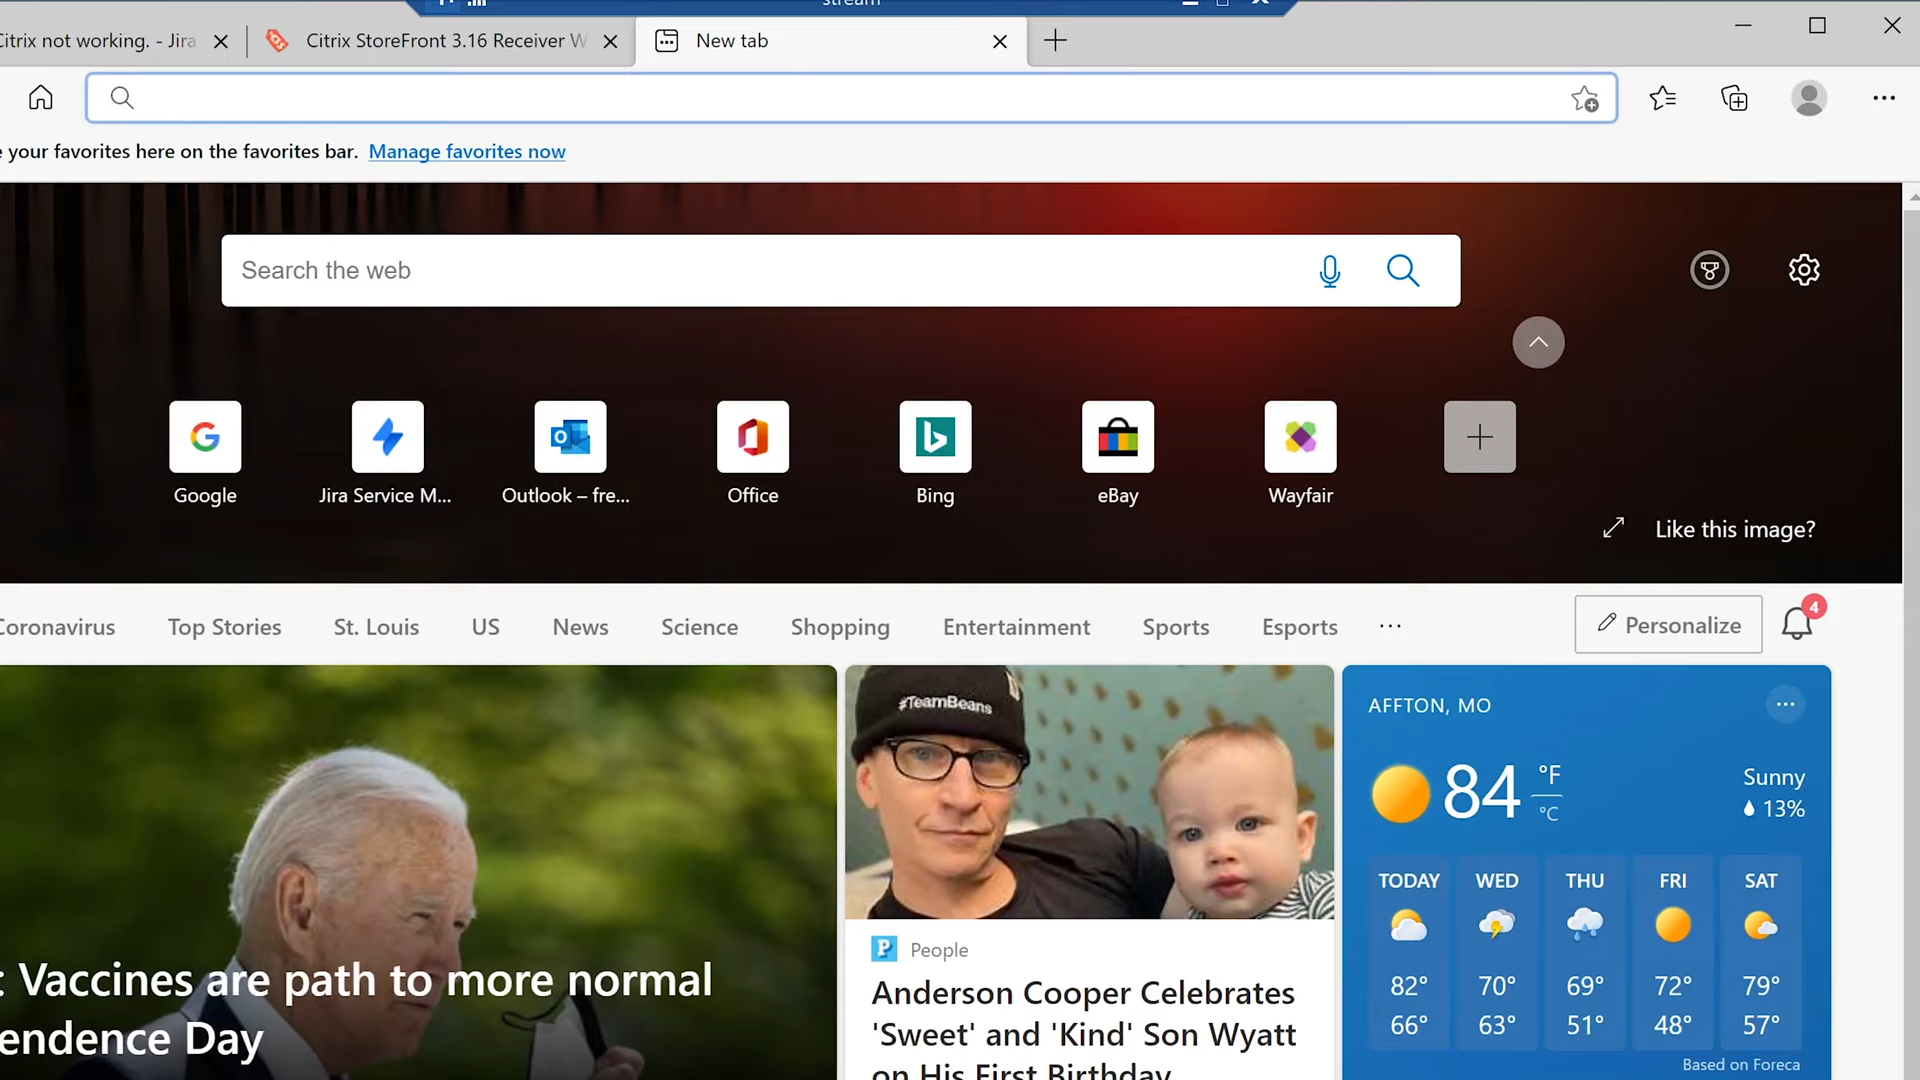 stream
Citrix not working. - Jira
Citrix StoreFront 3.16 Receiver W
New tab
e your favorites here on the favorites bar. Manage favorites now
Search the web
Google
Jira Service M...
Outlook – fre...
Office
Bing
eBay
Wayfair
Like this image?
Coronavirus
Top Stories
St. Louis
US
News
Science
Shopping
Entertainment
Sports
Esports
...
Personalize
4
: Vaccines are path to more normal
endence Day
#TeamBeans
People
Anderson Cooper Celebrates
'Sweet' and 'Kind' Son Wyatt
on His First Birthday
AFFTON, MO
84 °F
°C
Sunny
13%
TODAY WED THU FRI SAT
82° 70° 69° 72° 79°
66° 63° 51° 48° 57°
Based on Foreca